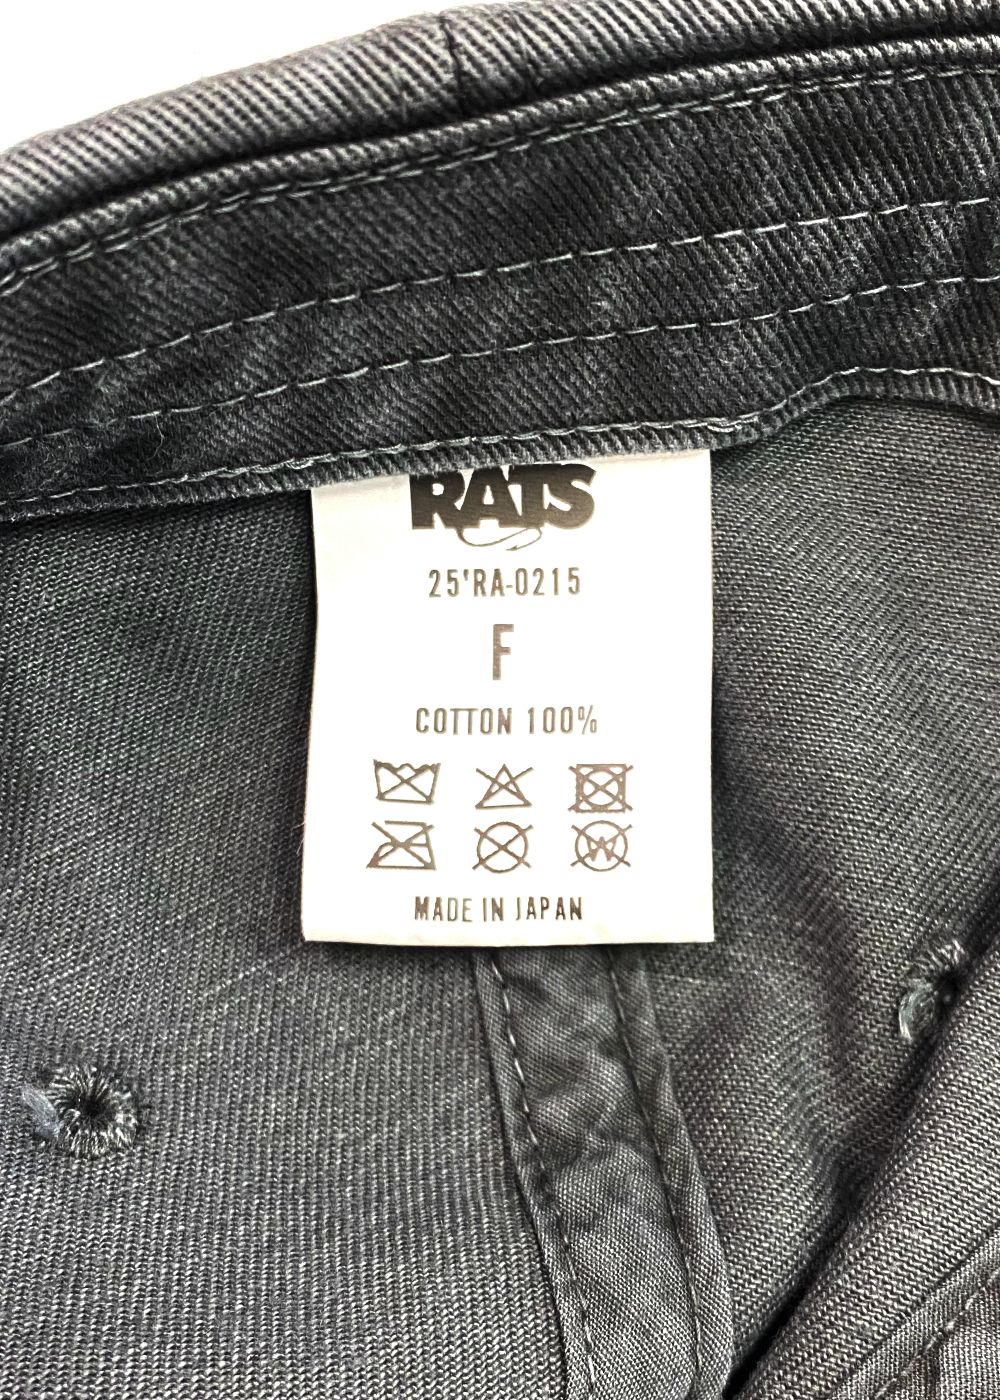 RATS
25'RA-0215
F
COTTON 100%
W
MADE IN JAPAN